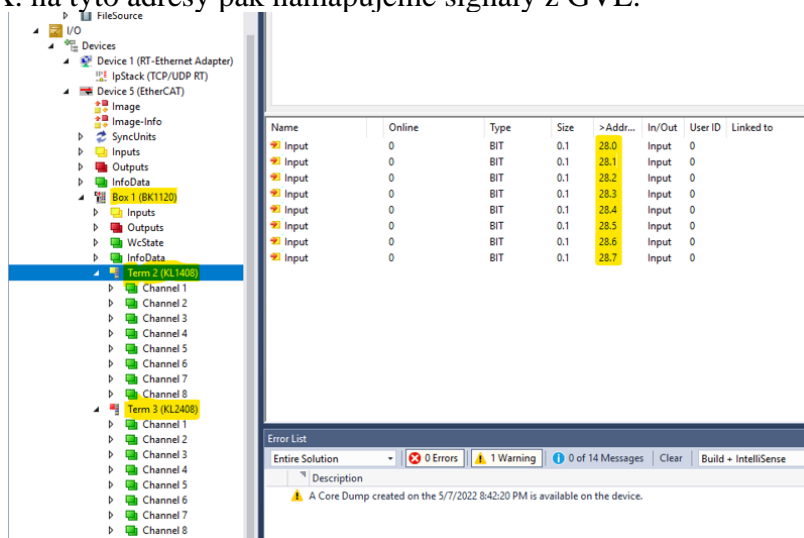 na tyto adresy pak namapujeme signály z GVL.
FileSource
I/O
Devices
Device 1 (RT-Ethernet Adapter)
IpStack (TCP/UDP RT)
Device 5 (EtherCAT)
Image
Image-Info
SyncUnits
Inputs
Outputs
InfoData
Box 1 (BK1120)
Inputs
Outputs
WcState
InfoData
Term 2 (KL1408)
Channel 1
Channel 2
Channel 3
Channel 4
Channel 5
Channel 6
Channel 7
Channel 8
Term 3 (KL2408)
Channel 1
Channel 2
Channel 3
Channel 4
Channel 5
Channel 6
Channel 7
Channel 8
Name Online Type Size >Addr... In/Out User ID Linked to
Input 0 BIT 0.1 28.0 Input 0
Input 0 BIT 0.1 28.1 Input 0
Input 0 BIT 0.1 28.2 Input 0
Input 0 BIT 0.1 28.3 Input 0
Input 0 BIT 0.1 28.4 Input 0
Input 0 BIT 0.1 28.5 Input 0
Input 0 BIT 0.1 28.6 Input 0
Input 0 BIT 0.1 28.7 Input 0
Error List
Entire Solution 0 Errors 1 Warning 0 of 14 Messages Clear Build + IntelliSense
Description
A Core Dump created on the 5/7/2022 8:42:20 PM is available on the device.